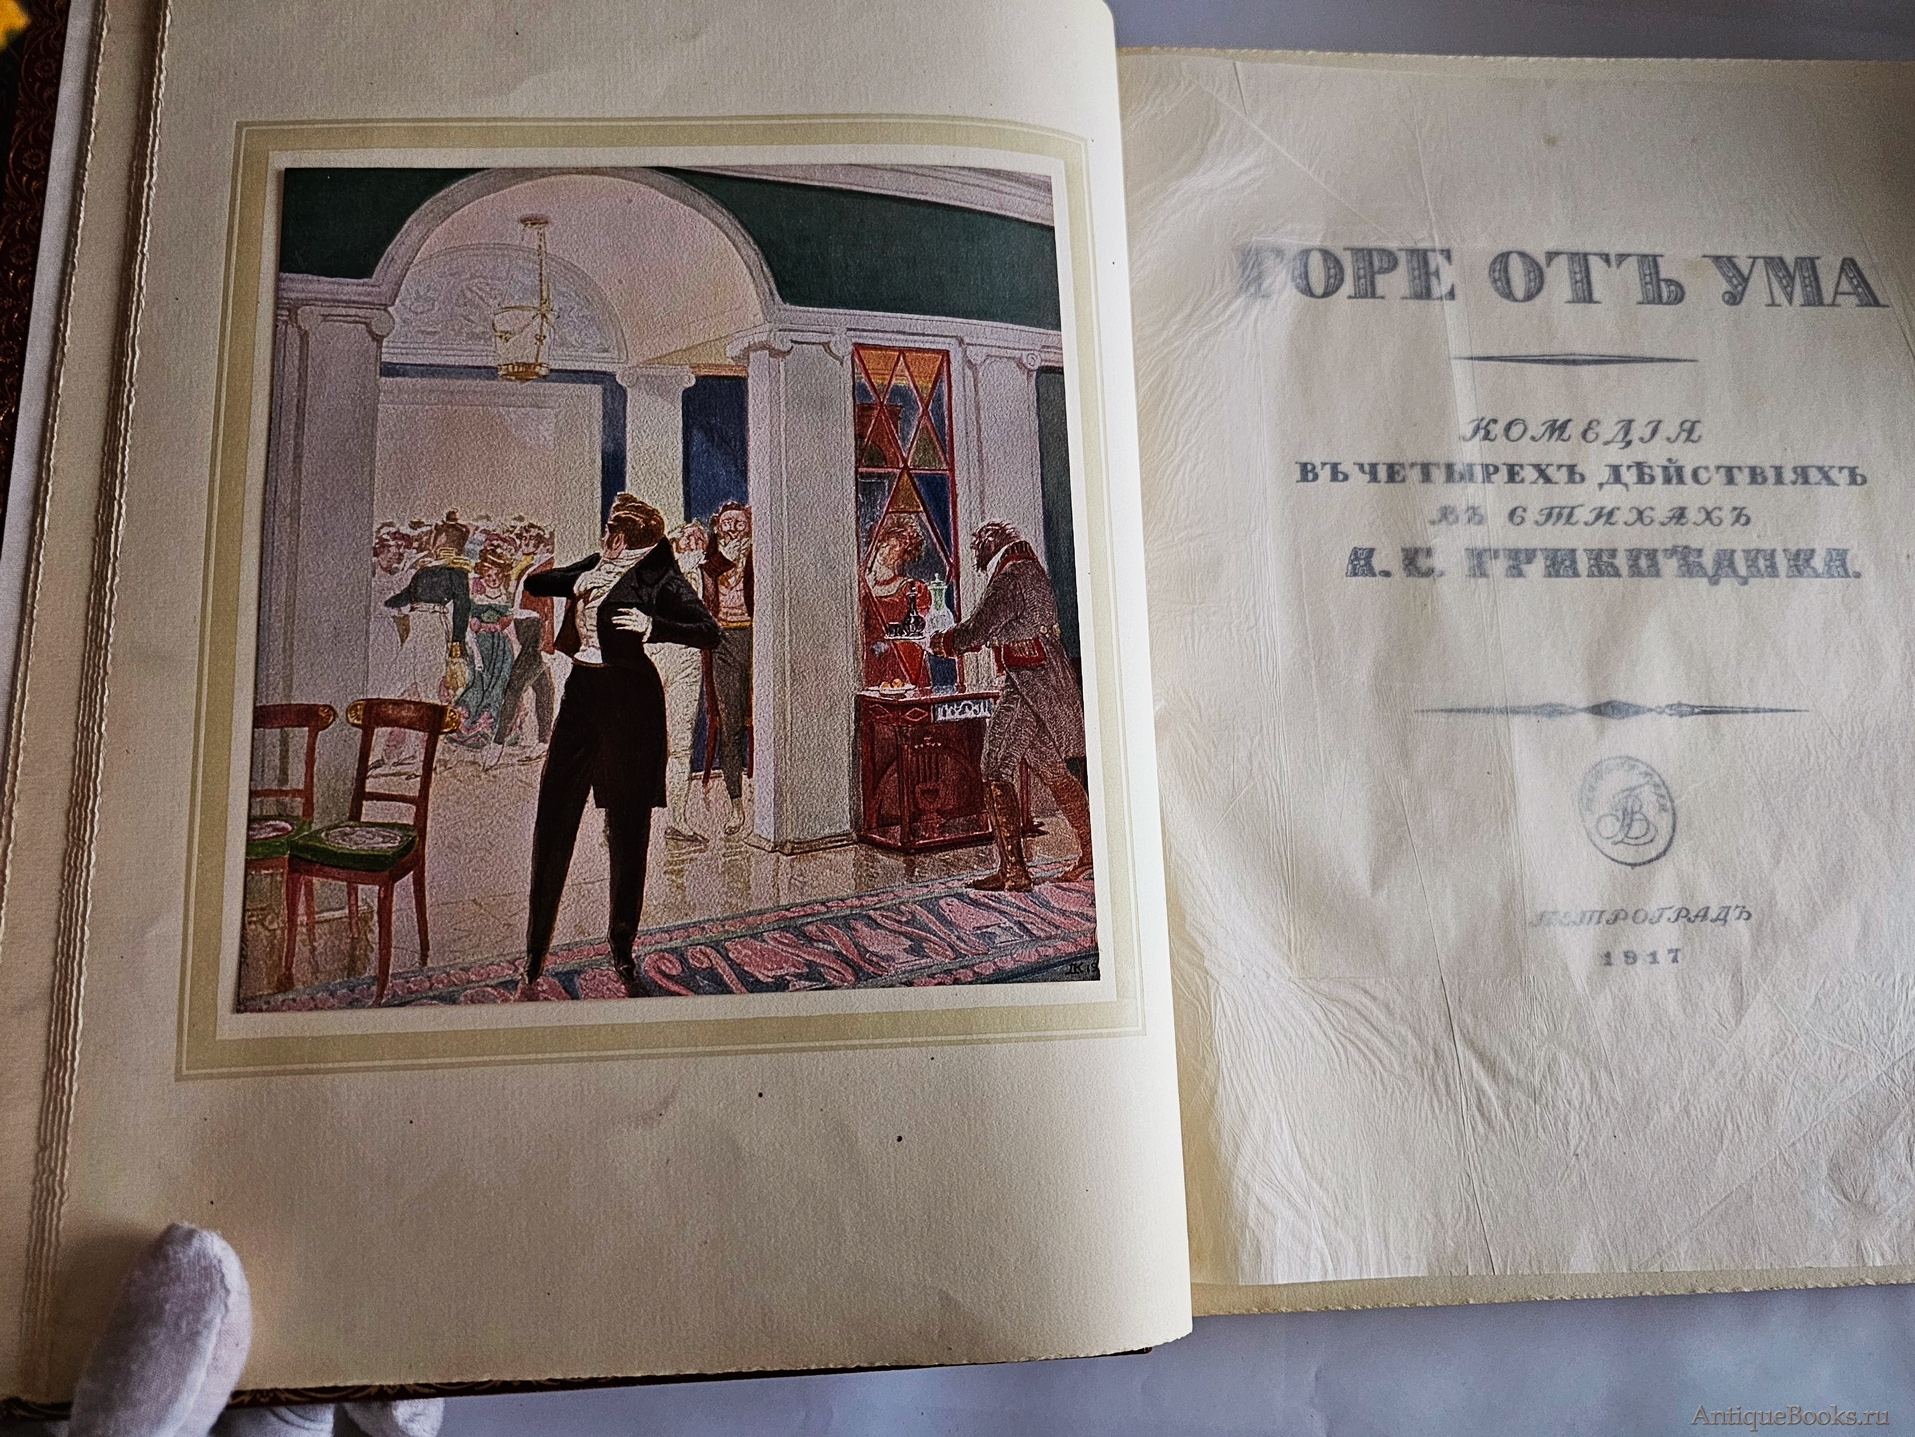 ГОРЕ ОТЪ УМА
КОМЕДІЯ
ВЪ ЧЕТЫРЕХЪ ДѢЙСТВІЯХЪ
ВЪ СТИХАХЪ
А. С. ГРИБОѢДОВА.
ПЕТРОГРАДЪ
1917
AntiqueBooks.ru